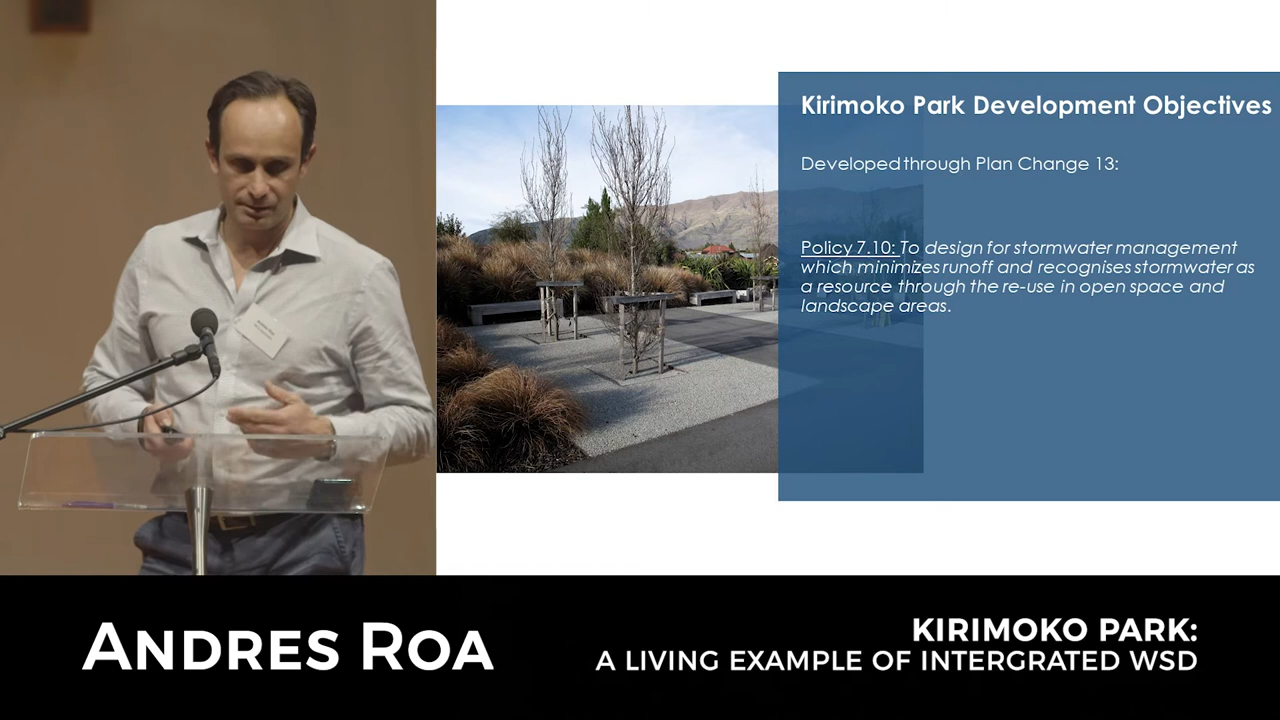 Kirimoko Park Development Objectives
Developed through Plan Change 13:
Policy 7.10: To design for stormwater management
which minimizes runoff and recognises stormwater as
a resource through the re-use in open space and
landscape areas.
ANDRES ROA
KIRIMOKO PARK:
A LIVING EXAMPLE OF INTERGRATED WSD